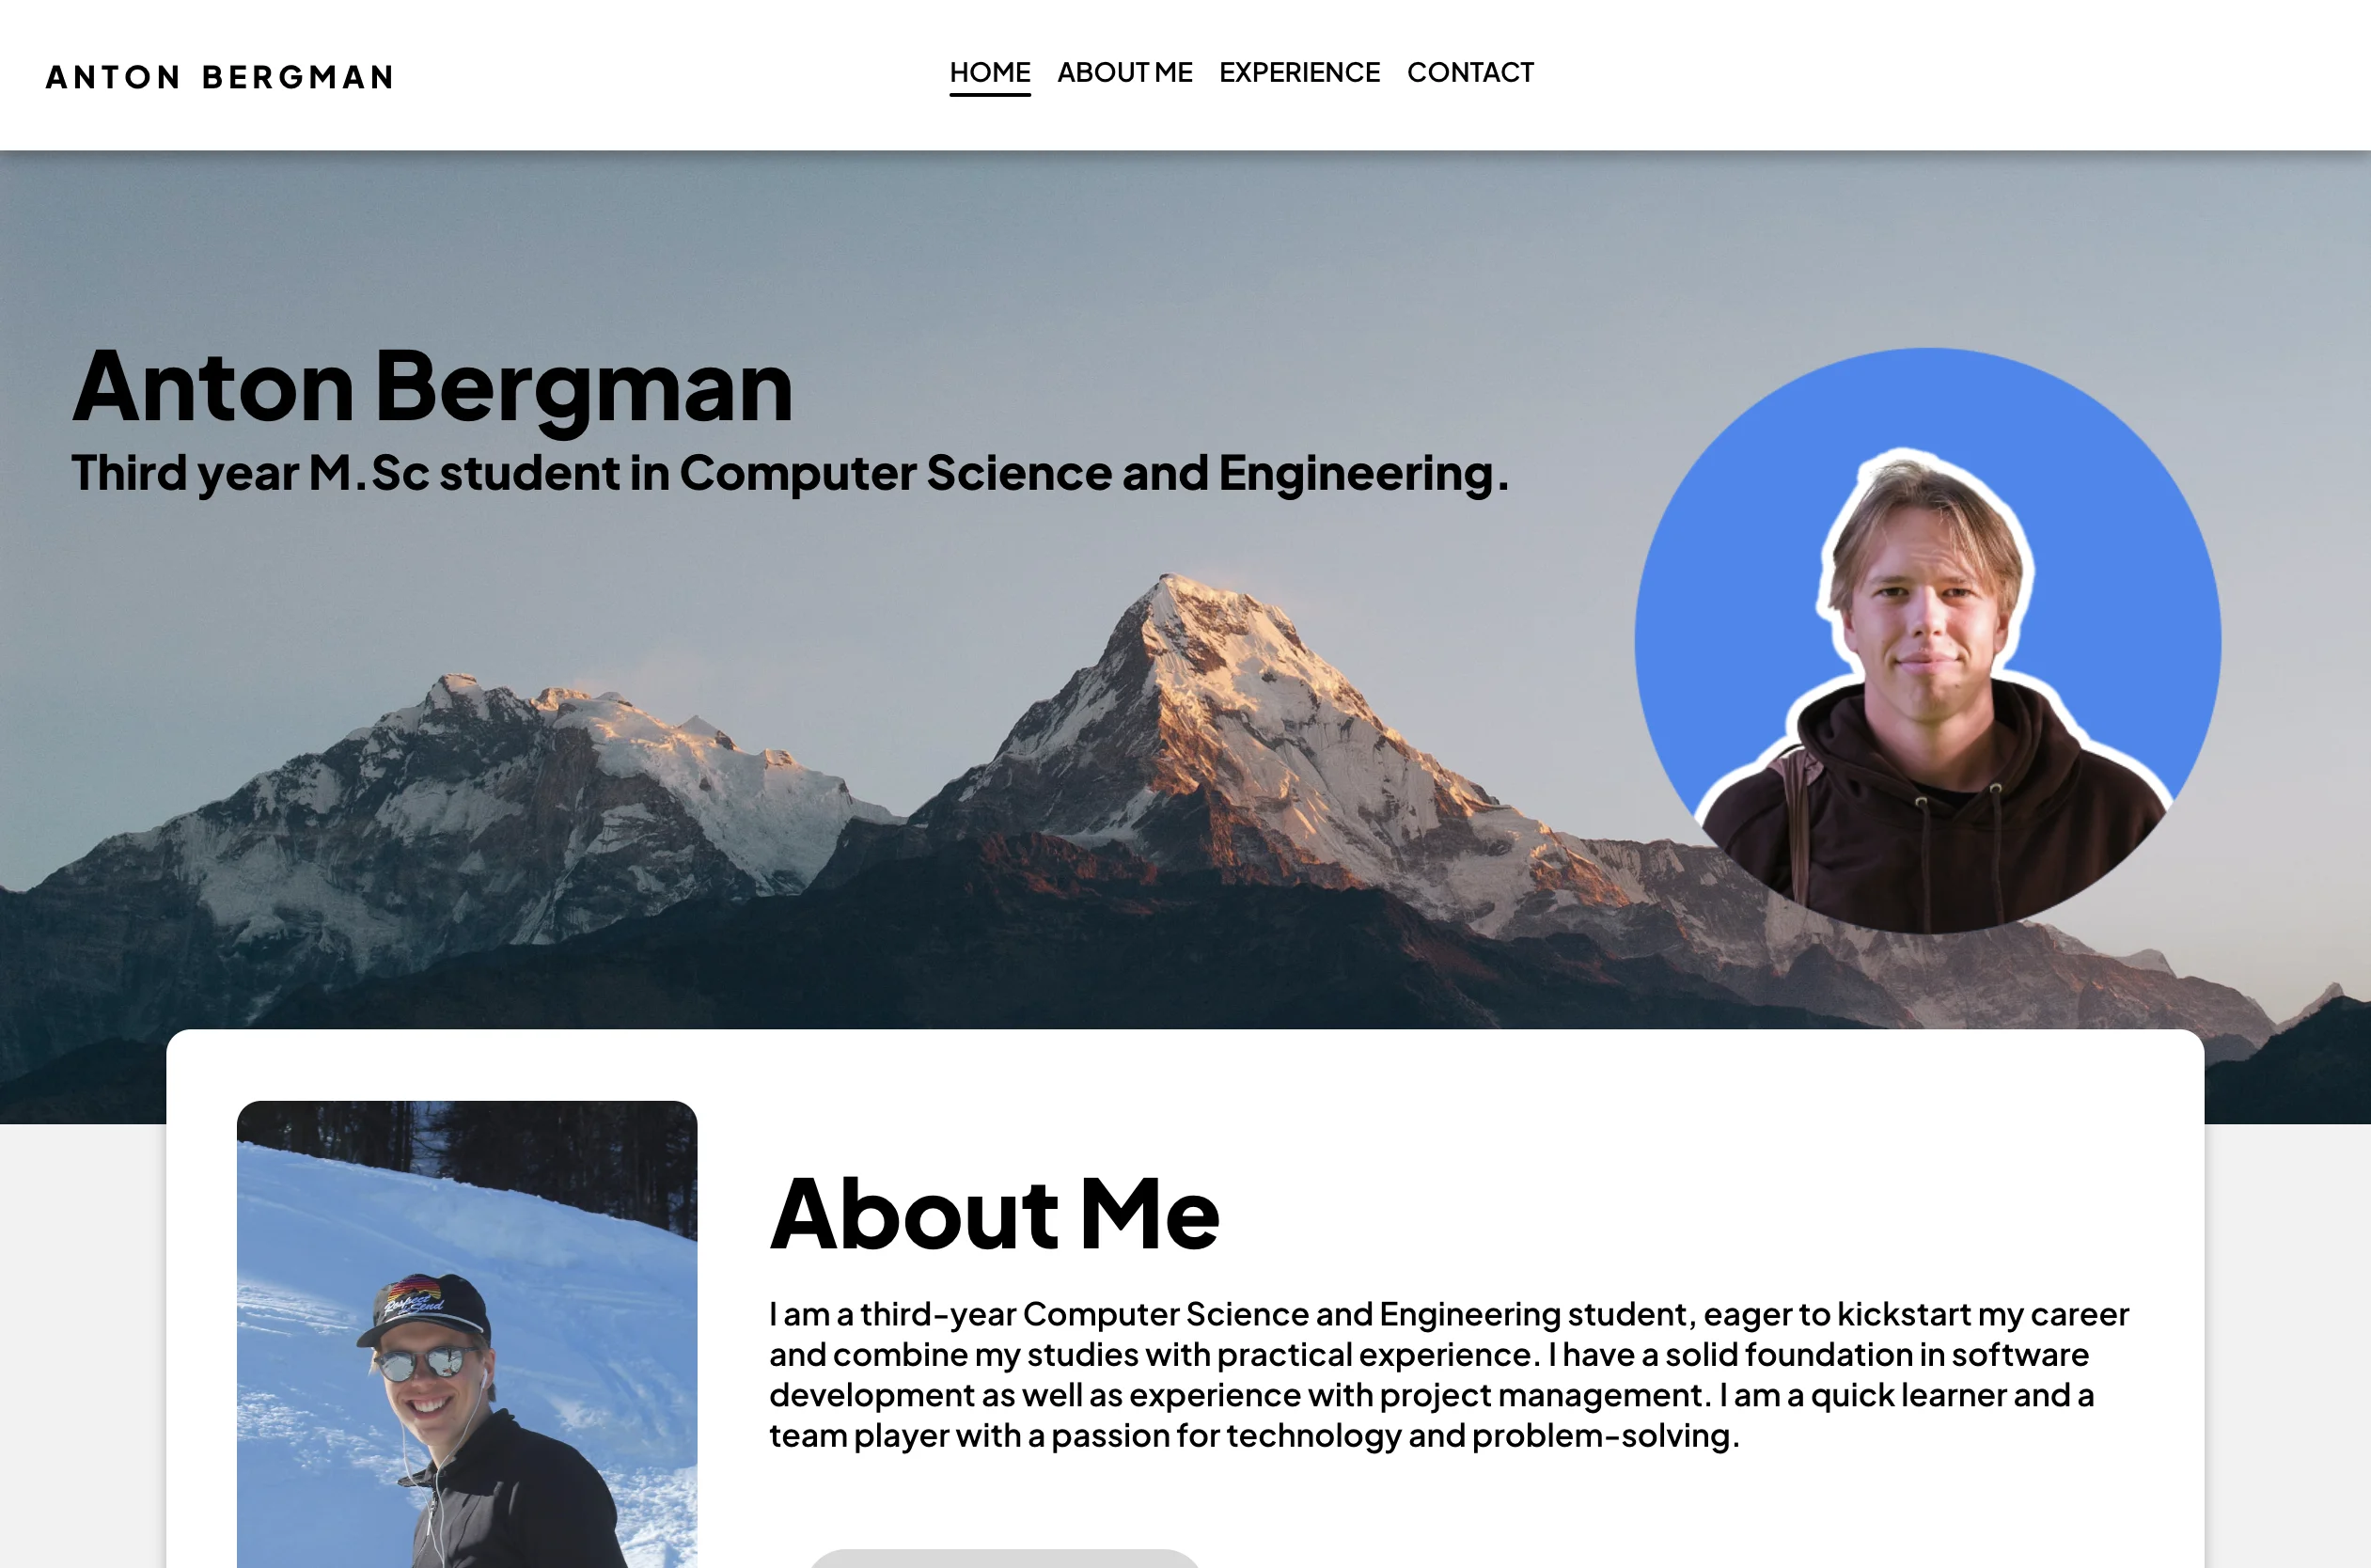 ANTON BERGMAN
HOME ABOUT ME EXPERIENCE CONTACT
Anton Bergman
Third year M.Sc student in Computer Science and Engineering.
About Me
I am a third-year Computer Science and Engineering student, eager to kickstart my career
and combine my studies with practical experience. I have a solid foundation in software
development as well as experience with project management. I am a quick learner and a
team player with a passion for technology and problem-solving.
Respect